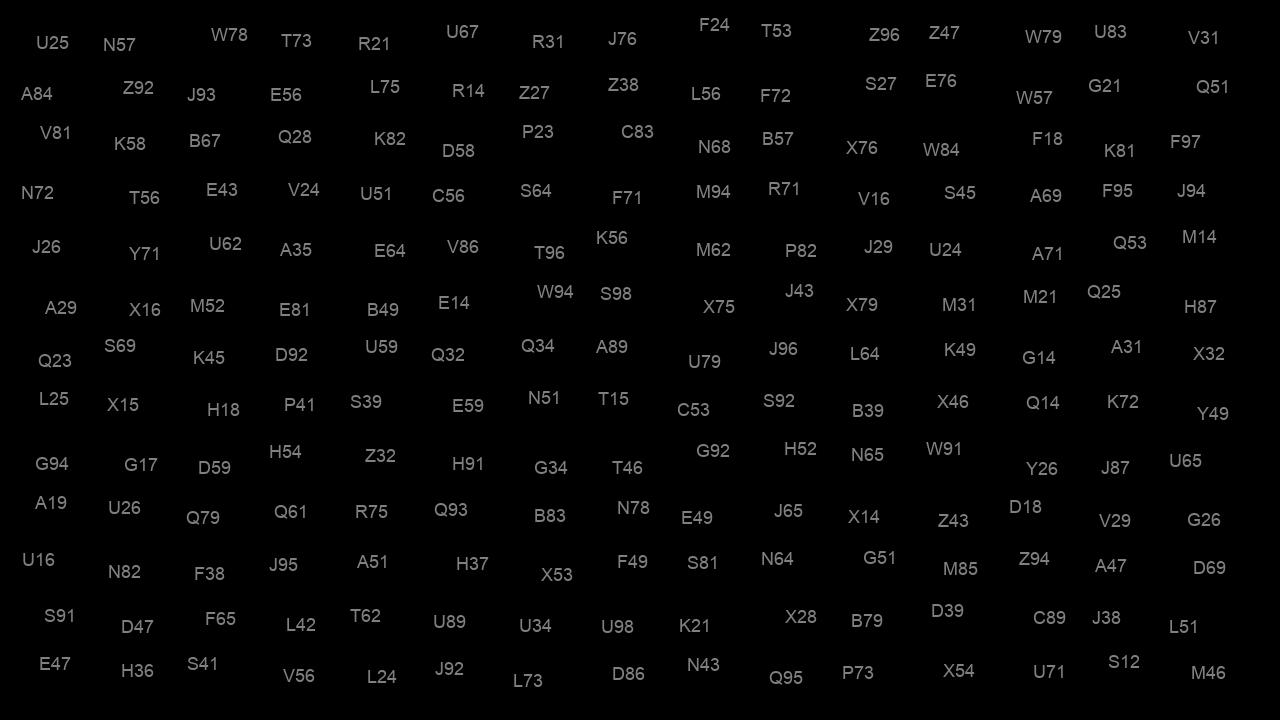 U25 N57 W78 T73 R21 U67 R31 J76 F24 T53 Z96 Z47 W79 U83 V31
A84 Z92 J93 E56 L75 R14 Z27 Z38 L56 F72 S27 E76 W57 G21 Q51
V81 K58 B67 Q28 K82 D58 P23 C83 N68 B57 X76 W84 F18 K81 F97
N72 T56 E43 V24 U51 C56 S64 F71 M94 R71 V16 S45 A69 F95 J94
J26 Y71 U62 A35 E64 V86 T96 K56 M62 P82 J29 U24 A71 Q53 M14
A29 X16 M52 E81 B49 E14 W94 S98 X75 J43 X79 M31 M21 Q25 H87
Q23 S69 K45 D92 U59 Q32 Q34 A89 U79 J96 L64 K49 G14 A31 X32
L25 X15 H18 P41 S39 E59 N51 T15 C53 S92 B39 X46 Q14 K72 Y49
G94 G17 D59 H54 Z32 H91 G34 T46 G92 H52 N65 W91 Y26 J87 U65
A19 U26 Q79 Q61 R75 Q93 B83 N78 E49 J65 X14 Z43 D18 V29 G26
U16 N82 F38 J95 A51 H37 X53 F49 S81 N64 G51 M85 Z94 A47 D69
S91 D47 F65 L42 T62 U89 U34 U98 K21 X28 B79 D39 C89 J38 L51
E47 H36 S41 V56 L24 J92 L73 D86 N43 Q95 P73 X54 U71 S12 M46